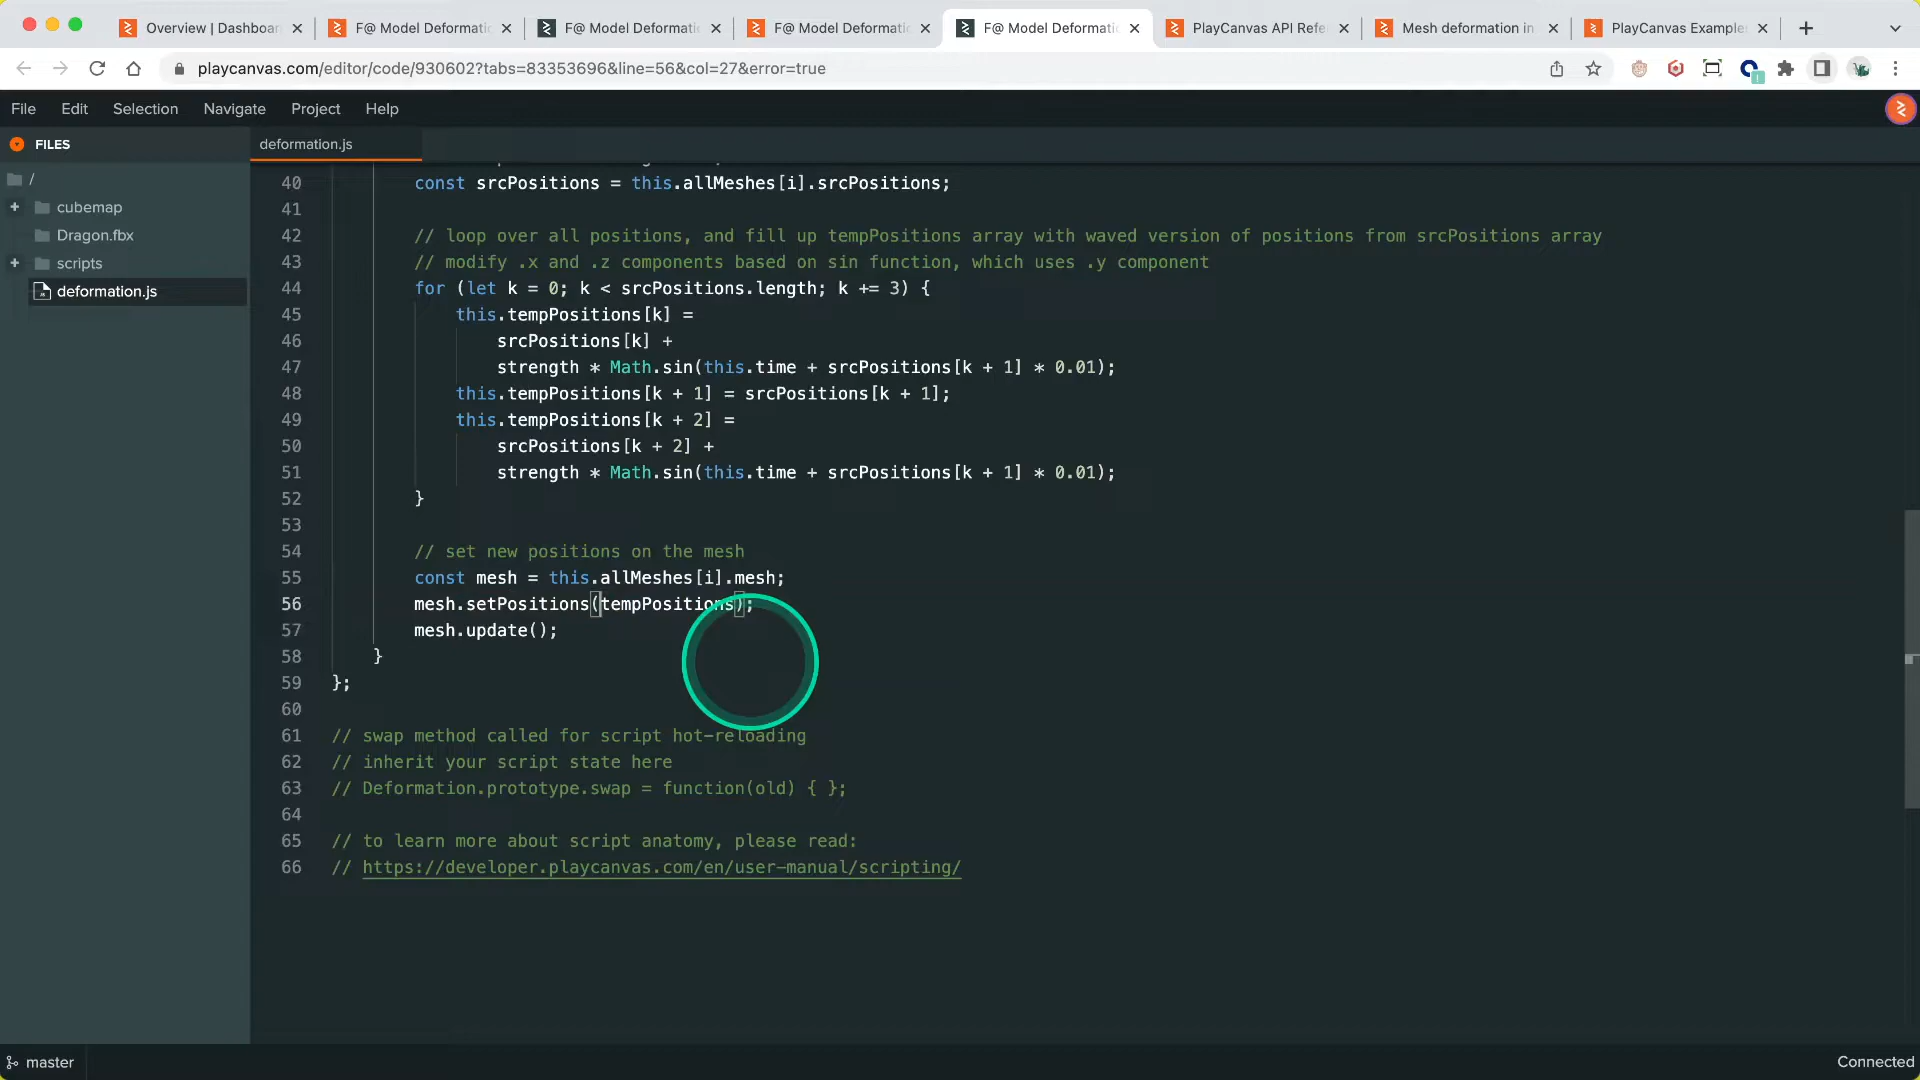 Overview | Dashboar
F@ Model Deformatic
F@ Model Deformatic
F@ Model Deformatic
F@ Model Deformatic
PlayCanvas API Refe
Mesh deformation in
PlayCanvas Example
playcanvas.com/editor/code/930602?tabs=83353696&line=56&col=27&error=true
File Edit Selection Navigate Project Help
FILES
deformation.js
/
cubemap
Dragon.fbx
scripts
deformation.js
40 const srcPositions = this.allMeshes[i].srcPositions;
41
42 // loop over all positions, and fill up tempPositions array with waved version of positions from srcPositions array
43 // modify .x and .z components based on sin function, which uses .y component
44 for (let k = 0; k < srcPositions.length; k += 3) {
45 this.tempPositions[k] =
46 srcPositions[k] +
47 strength * Math.sin(this.time + srcPositions[k + 1] * 0.01);
48 this.tempPositions[k + 1] = srcPositions[k + 1];
49 this.tempPositions[k + 2] =
50 srcPositions[k + 2] +
51 strength * Math.sin(this.time + srcPositions[k + 1] * 0.01);
52 }
53
54 // set new positions on the mesh
55 const mesh = this.allMeshes[i].mesh;
56 mesh.setPositions(tempPositions);
57 mesh.update();
58 }
59 };
60
61 // swap method called for script hot-reloading
62 // inherit your script state here
63 // Deformation.prototype.swap = function(old) { };
64
65 // to learn more about script anatomy, please read:
66 // https://developer.playcanvas.com/en/user-manual/scripting/
master
Connected